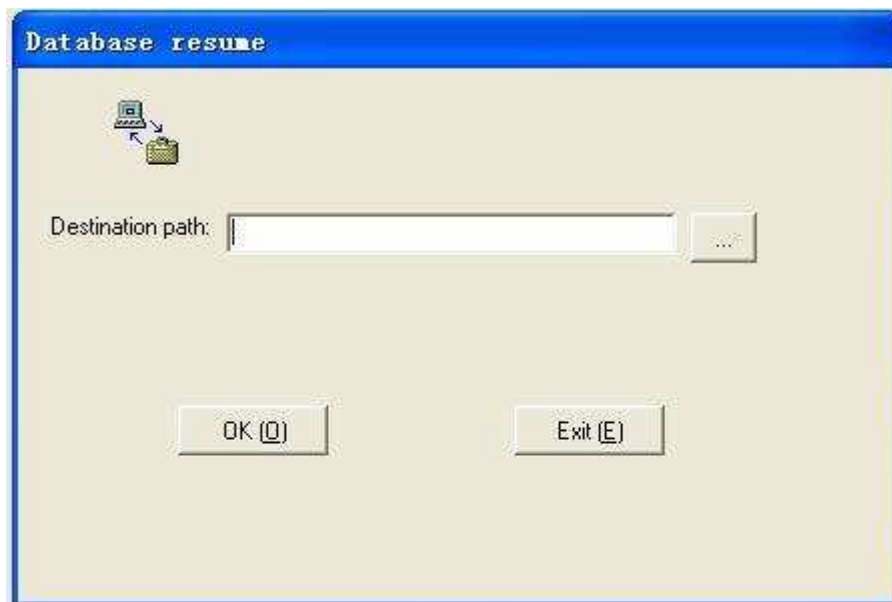 Database resume
Destination path:
...
OK (O)
Exit (E)